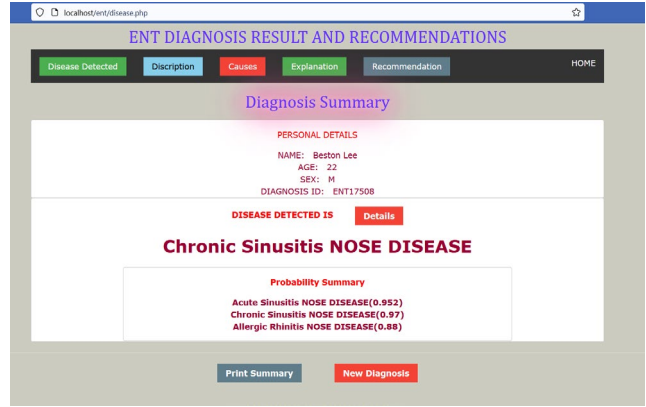 localhost/ent/disease.php
ENT DIAGNOSIS RESULT AND RECOMMENDATIONS
Disease Detected Discription Causes Explanation Recommendation HOME
Diagnosis Summary
PERSONAL DETAILS
NAME: Beston Lee
AGE: 22
SEX: M
DIAGNOSIS ID: ENT17508
DISEASE DETECTED IS Details
Chronic Sinusitis NOSE DISEASE
Probability Summary
Acute Sinusitis NOSE DISEASE(0.952)
Chronic Sinusitis NOSE DISEASE(0.97)
Allergic Rhinitis NOSE DISEASE(0.88)
Print Summary New Diagnosis